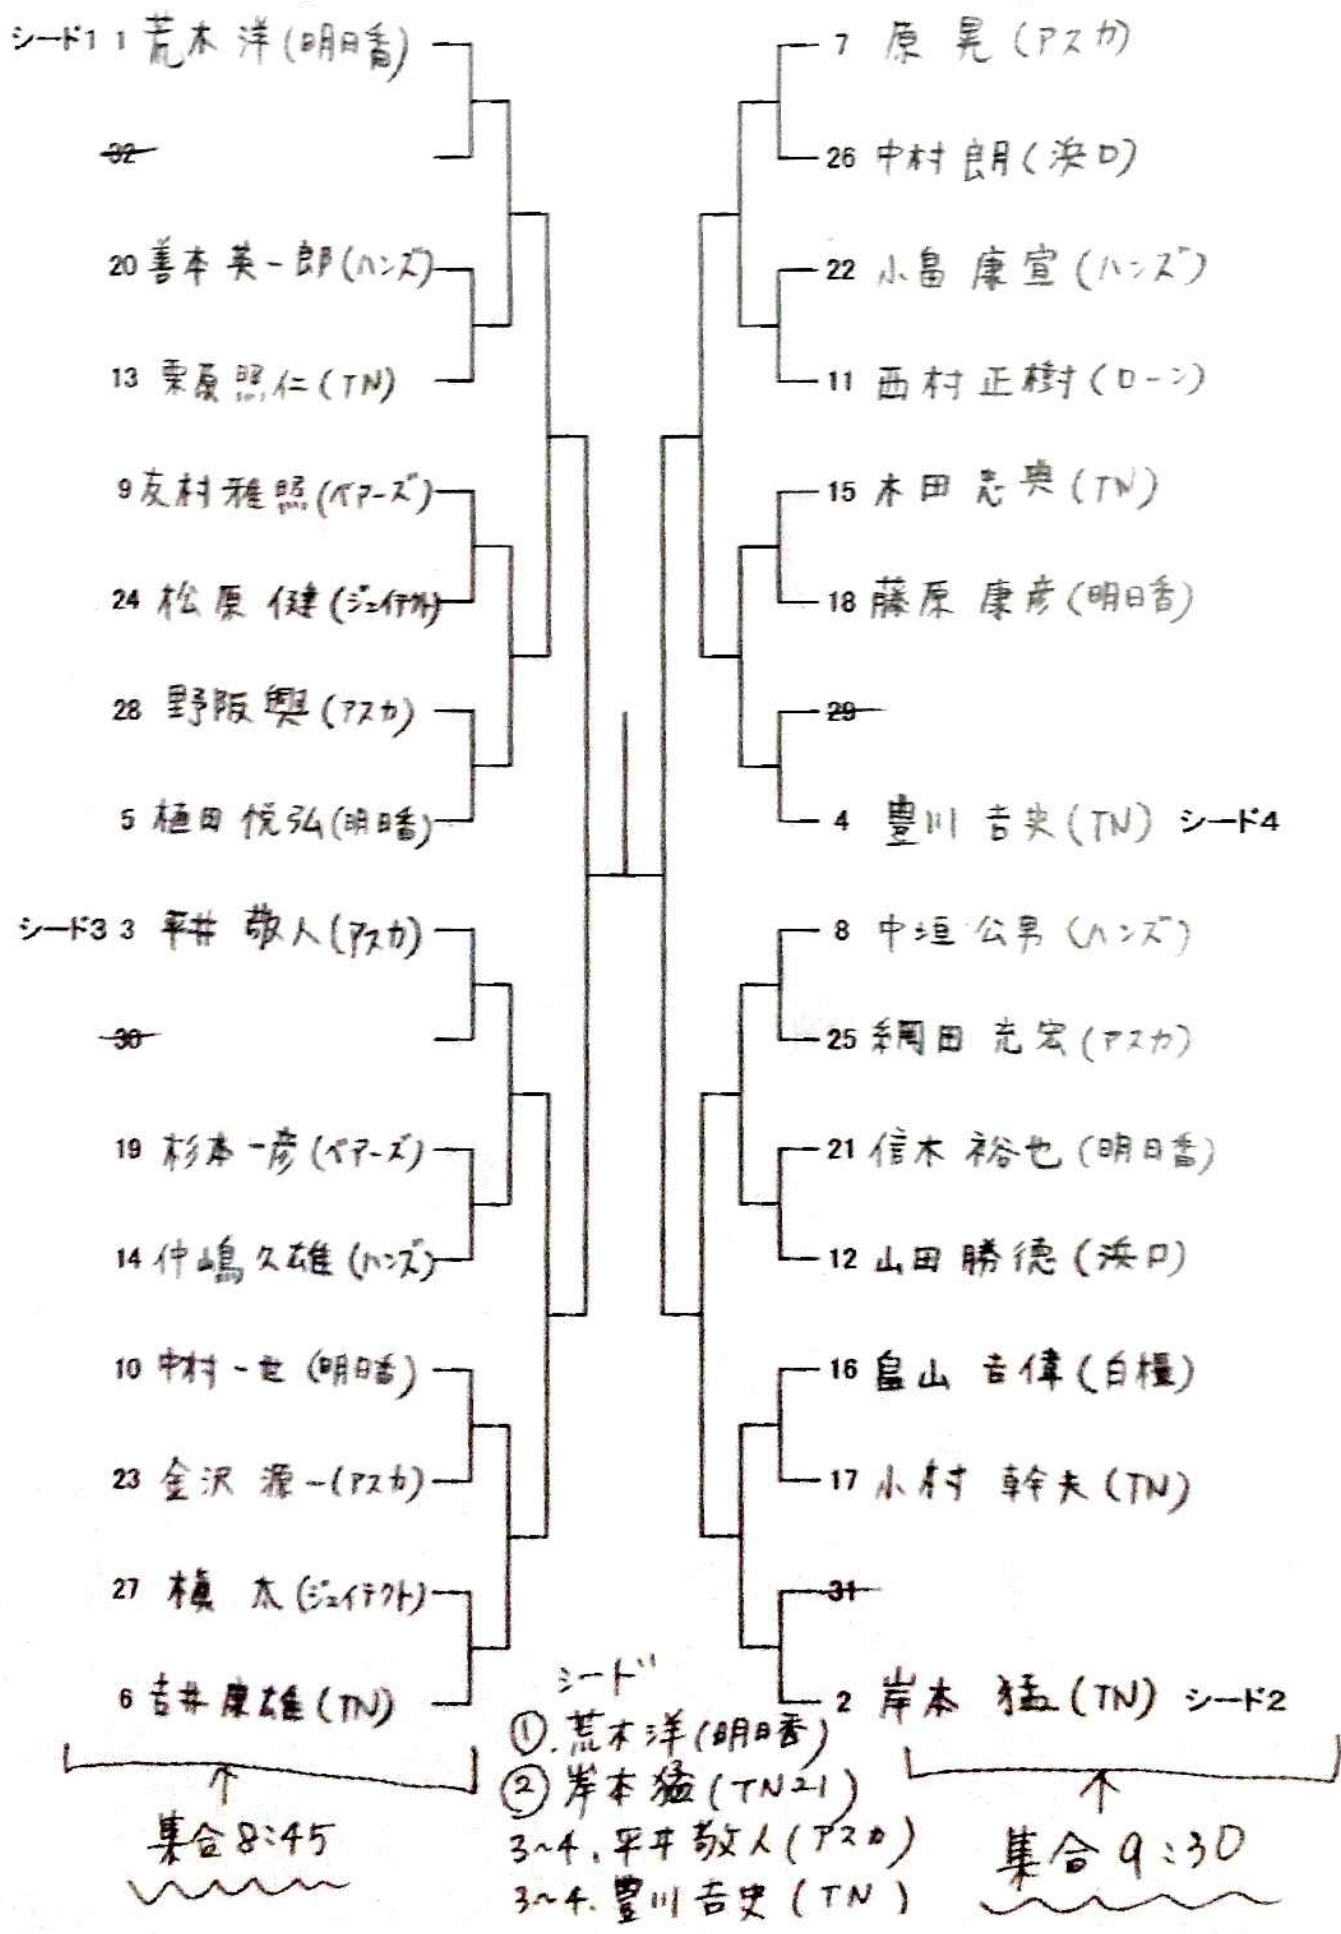 シード1 1 荒木 洋(明日香)
32
20 善本 英一郎(ハンズ)
13 栗原 照仁(TN)
9 友村 雅照(ベアーズ)
24 松原 健(ジェイテクト)
28 野阪 興(アスカ)
5 植田 悦弘(明日香)
シード3 3 平井 敬人(アスカ)
30
19 杉本 一彦(ベアーズ)
14 仲嶋 久雄(ハンズ)
10 中村 一世(明日香)
23 金沢 源一(アスカ)
27 槇 太(ジェイテクト)
6 吉井 康雄(TN)
集合8:45
7 原 晃(アスカ)
26 中村 良明(浜口)
22 小畠 康宣(ハンズ)
11 西村 正樹(ローン)
15 木田 忠典(TN)
18 藤原 康彦(明日香)
29
4 豊川 吉史(TN) シード4
8 中垣 公男(ハンズ)
25 綱田 充宏(アスカ)
21 信木 裕也(明日香)
12 山田 勝徳(浜口)
16 畠山 吉偉(白橿)
17 小村 幹夫(TN)
31
2 岸本 猛(TN) シード2
集合9:30
シード
①.荒木洋(明日香)
②岸本猛(TN21)
3~4.平井敬人(アスカ)
3~4.豊川吉史(TN)